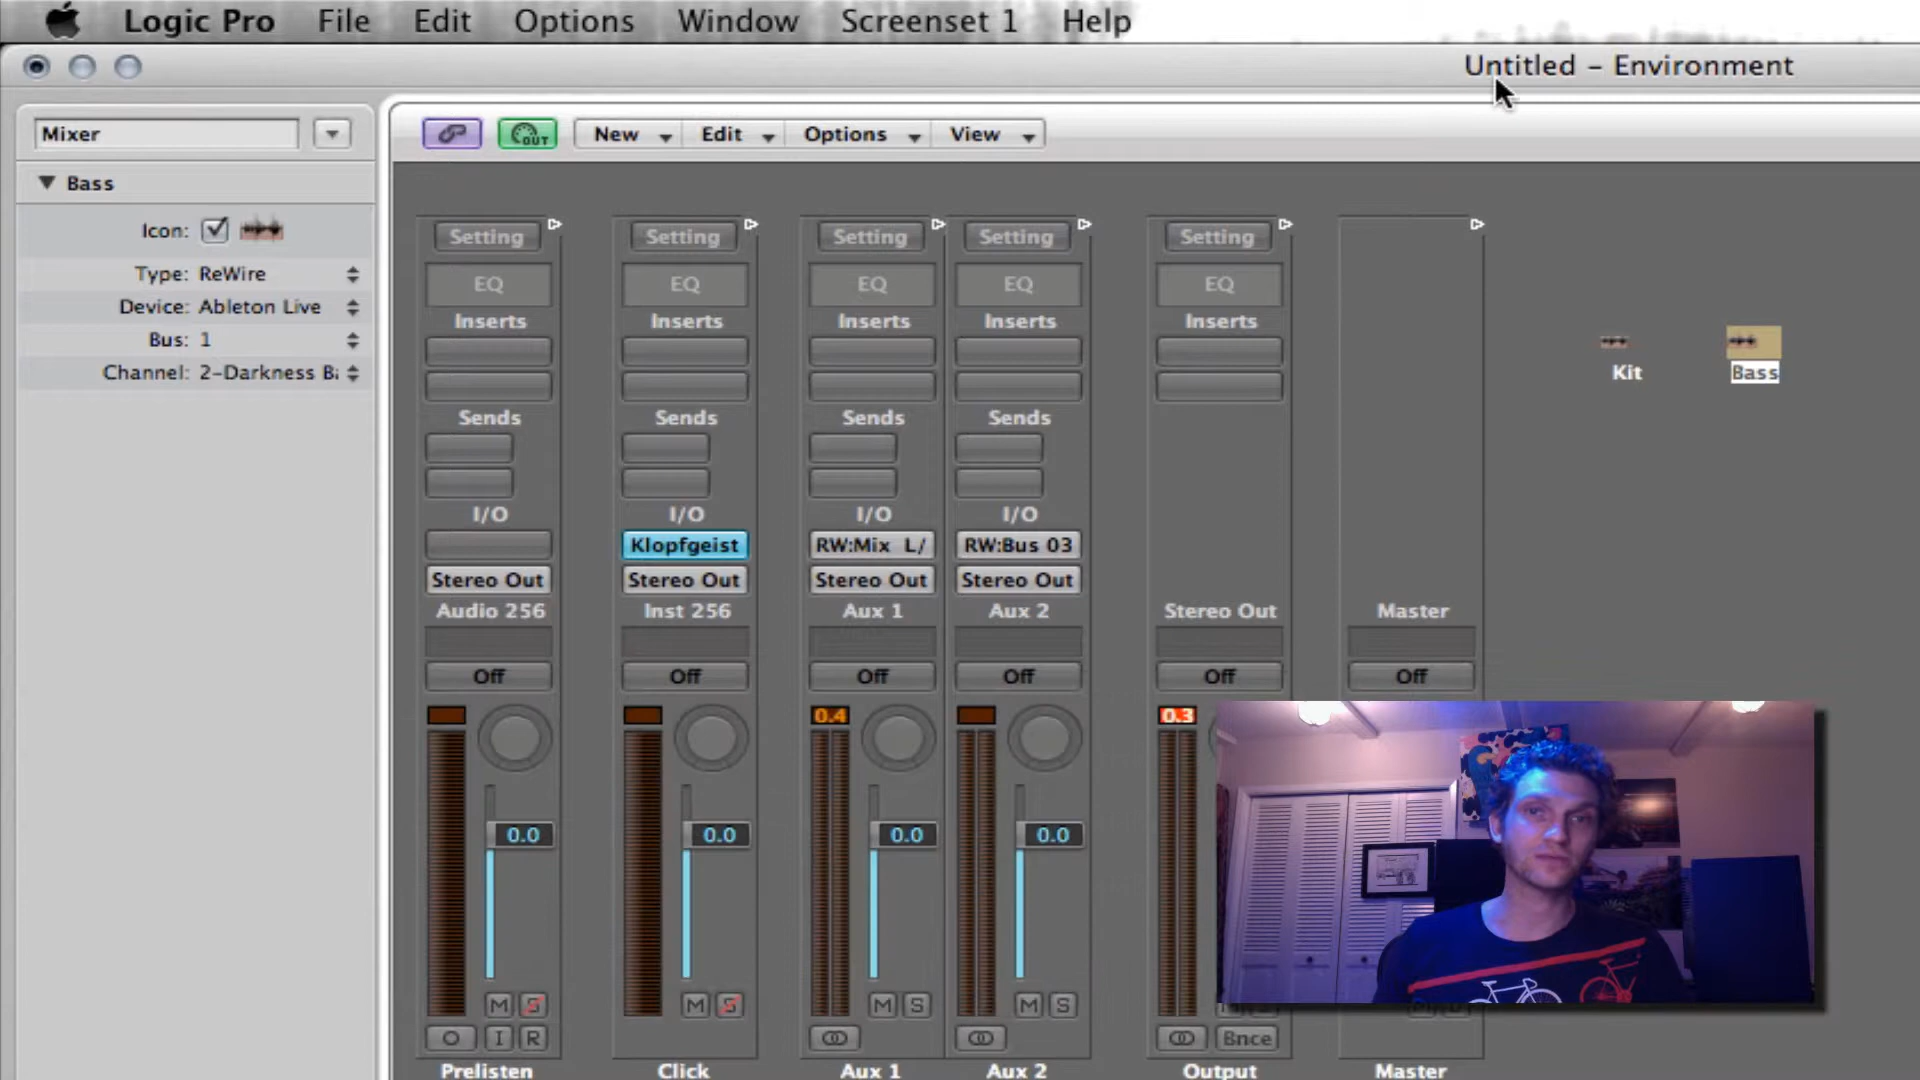 Logic Pro File Edit Options Window Screenset 1 Help
Untitled – Environment
Mixer
New Edit Options View
OUT
Bass
Icon:
Type: ReWire
Device: Ableton Live
Bus: 1
Channel: 2-Darkness Ba
Setting Setting Setting Setting Setting
EQ EQ EQ EQ EQ
Inserts Inserts Inserts Inserts Inserts
Kit Bass
Sends Sends Sends Sends
I/O I/O I/O I/O
Klopfgeist RW:Mix L/ RW:Bus 03
Stereo Out Stereo Out Stereo Out Stereo Out
Audio 256 Inst 256 Aux 1 Aux 2 Stereo Out Master
Off Off Off Off Off Off
0.4 0.3
0.0 0.0 0.0 0.0
M S M S M S M S
I R Bnce
Prelisten Click Aux 1 Aux 2 Output Master